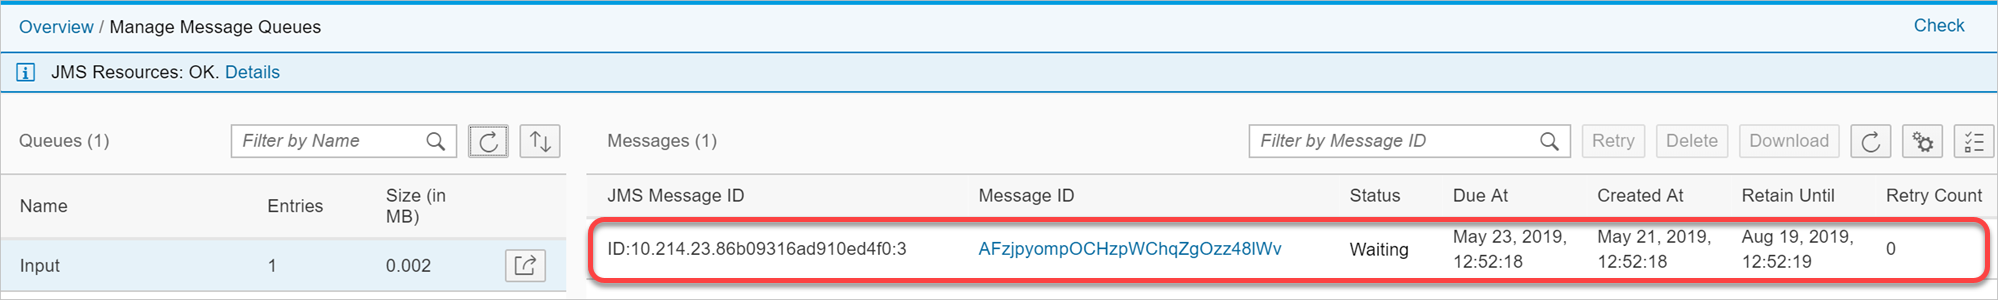 Overview / Manage Message Queues
Check
JMS Resources: OK. Details
Queues (1)
Filter by Name
Messages (1)
Filter by Message ID
Retry
Delete
Download
Name
Entries
Size (in
MB)
JMS Message ID
Message ID
Status
Due At
Created At
Retain Until
Retry Count
Input
1
0.002
ID:10.214.23.86b09316ad910ed4f0:3
AFzjpyompOCHzpWChqZgOzz48lWv
Waiting
May 23, 2019,
12:52:18
May 21, 2019,
12:52:18
Aug 19, 2019,
12:52:19
0